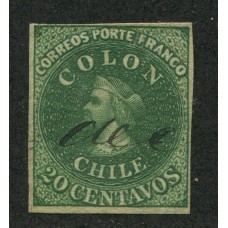 CORREOS PORTE FRANCO
COLON
CHILE
20 CENTAVOS